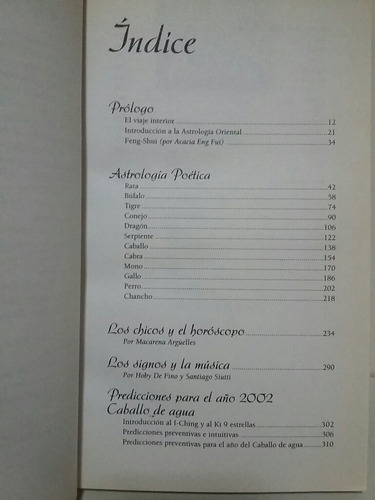 Índice
Prólogo
El viaje interior 12
Introducción a la Astrología Oriental 21
Feng-Shui (por Acacia Eng Fui) 34
Astrología Poética
Rata 42
Búfalo 58
Tigre 74
Conejo 90
Dragón 106
Serpiente 122
Caballo 138
Cabra 154
Mono 170
Gallo 186
Perro 202
Chancho 218
Los chicos y el horóscopo 234
Por Macarena Argüelles
Los signos y la música 290
Por Hoby De Fino y Santiago Siutti
Predicciones para el año 2002
Caballo de agua
Introducción al I-Ching y al Ki 9 estrellas 302
Predicciones preventivas e intuitivas 306
Predicciones preventivas para el año del Caballo de agua 310